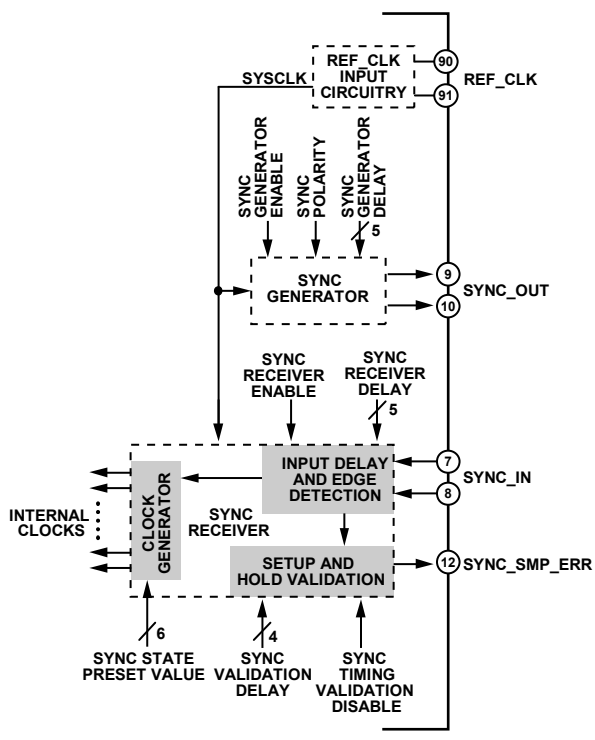 90
REF_CLK
INPUT
CIRCUITRY
SYSCLK
REF_CLK
91
SYNC
GENERATOR
ENABLE
SYNC
POLARITY
SYNC
GENERATOR
DELAY
5
SYNC
GENERATOR
9
SYNC_OUT
10
SYNC
RECEIVER
ENABLE
SYNC
RECEIVER
DELAY
5
INPUT DELAY
AND EDGE
DETECTION
7
SYNC_IN
8
CLOCK
GENERATOR
SYNC
RECEIVER
INTERNAL
CLOCKS
SETUP AND
HOLD VALIDATION
12
SYNC_SMP_ERR
6
SYNC STATE
PRESET VALUE
4
SYNC
VALIDATION
DELAY
SYNC
TIMING
VALIDATION
DISABLE